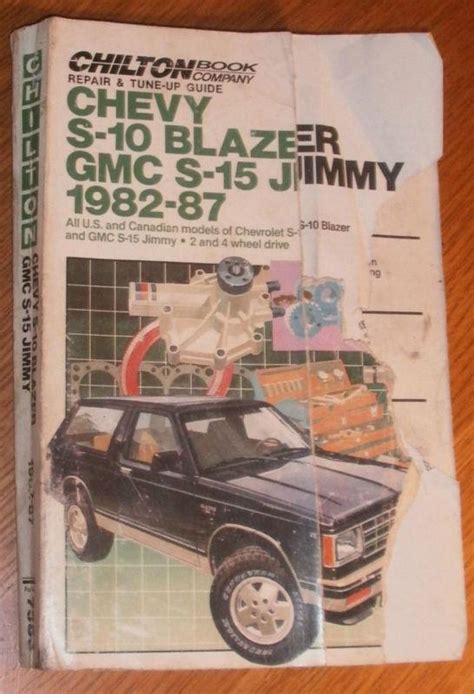 CHILTON BOOK COMPANY
REPAIR & TUNE-UP GUIDE
CHEVY
S-10 BLAZER
GMC S-15 JIMMY
1982-87
All U.S. and Canadian models of Chevrolet S-10 Blazer
and GMC S-15 Jimmy • 2 and 4 wheel drive
CHILTON
CHEVY S-10 BLAZER
GMC S-15 JIMMY